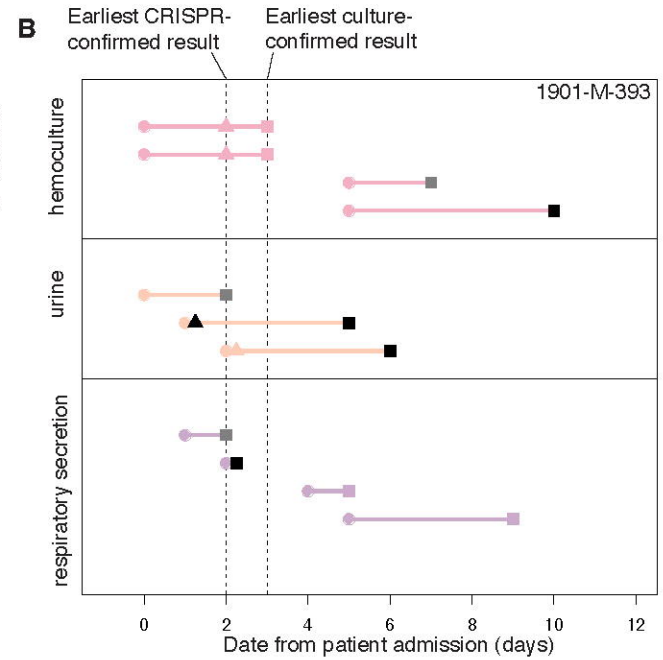 B
Earliest CRISPR-
confirmed result
Earliest culture-
confirmed result
1901-M-393
hemoculture
urine
respiratory secretion
0 2 4 6 8 10 12
Date from patient admission (days)